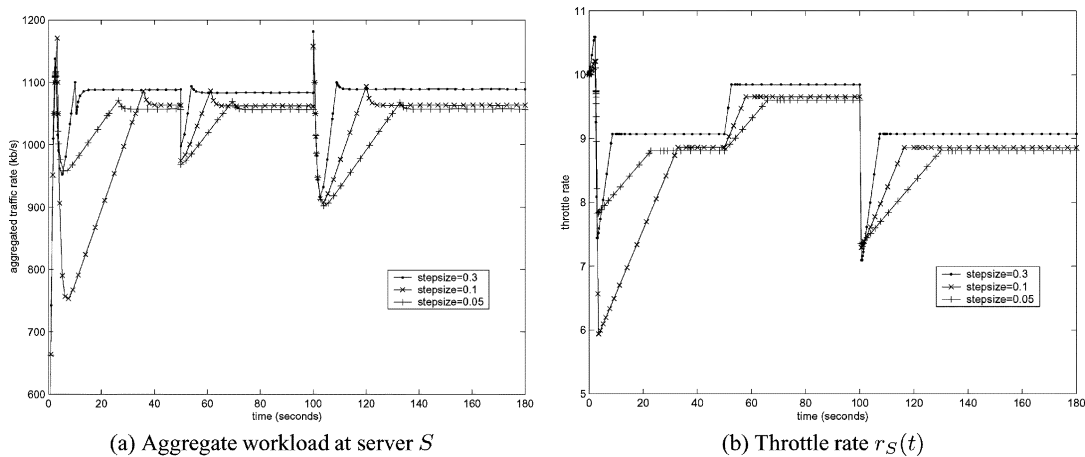 1200
1100
1000
900
800
700
600
aggregated traffic rate (kb/s)
stepsize=0.3
stepsize=0.1
stepsize=0.05
0 20 40 60 80 100 120 140 160 180
time (seconds)
(a) Aggregate workload at server S
11
10
9
8
7
6
5
throttle rate
stepsize=0.3
stepsize=0.1
stepsize=0.05
0 20 40 60 80 100 120 140 160 180
time (seconds)
(b) Throttle rate r_S(t)